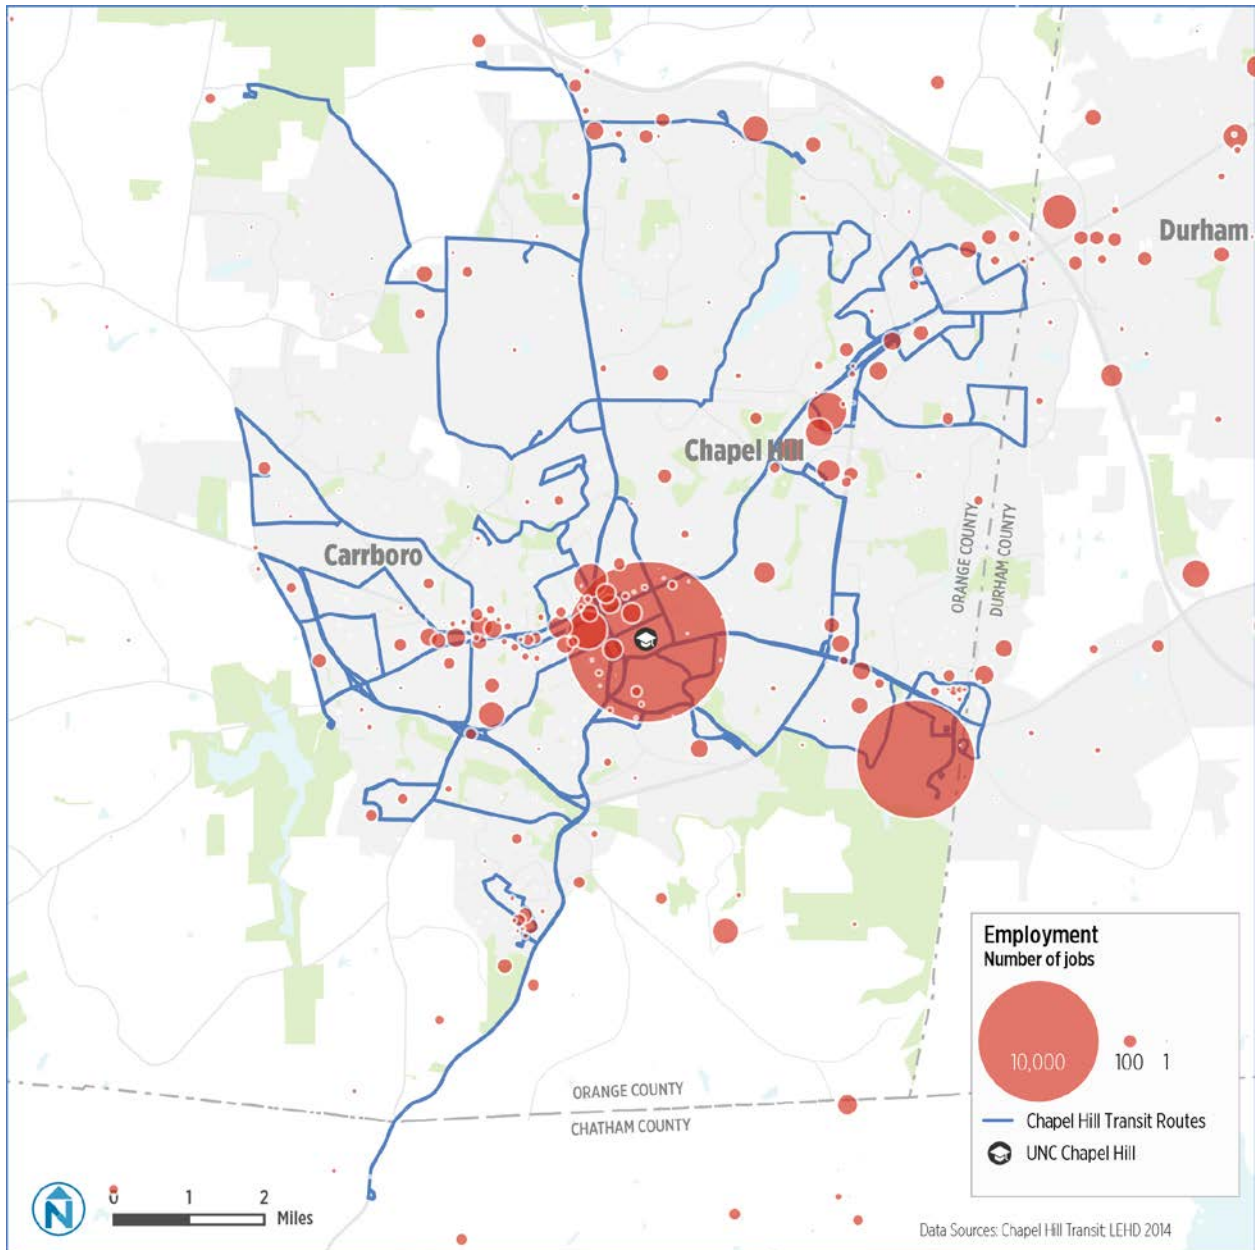 Durham
Chapel Hill
Carrboro
ORANGE COUNTY
DURHAM COUNTY
Employment
Number of jobs
10,000 100 1
Chapel Hill Transit Routes
UNC Chapel Hill
ORANGE COUNTY
CHATHAM COUNTY
N
0 1 2
Miles
Data Sources: Chapel Hill Transit; LEHD 2014